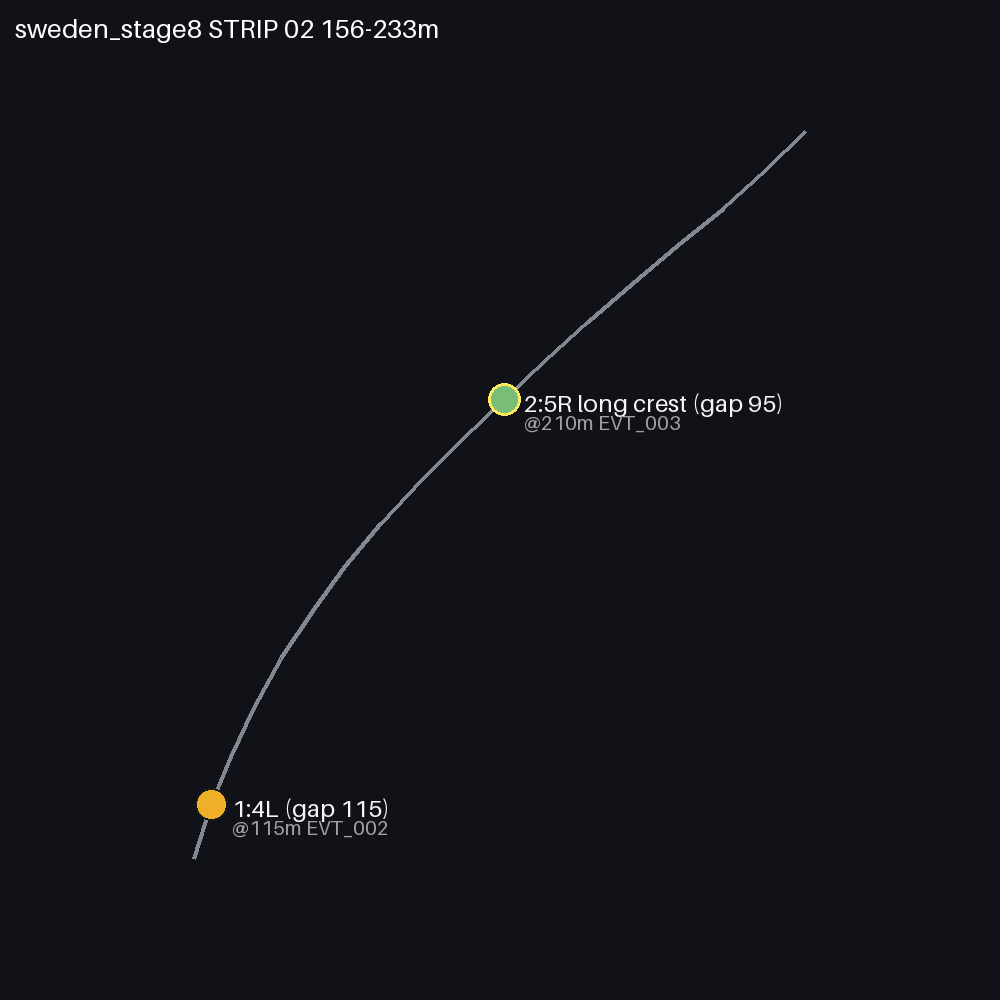 sweden_stage8 STRIP 02 156-233m
2:5R long crest (gap 95)
@210m EVT_003
1:4L (gap 115)
@115m EVT_002